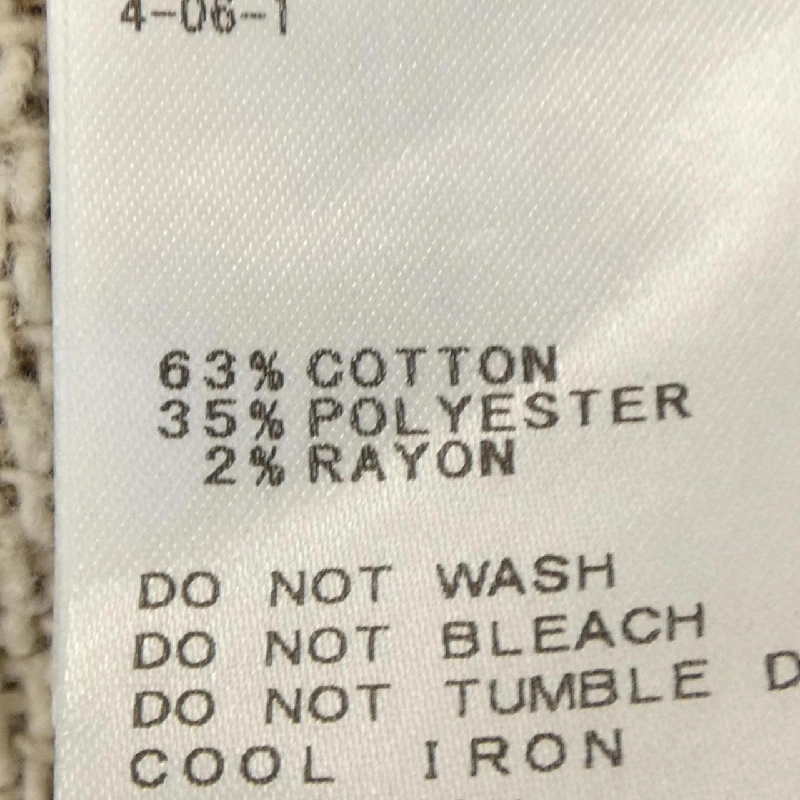 4-06-1
63% COTTON
35% POLYESTER
2% RAYON
DO NOT WASH
DO NOT BLEACH
DO NOT TUMBLE D
COOL IRON